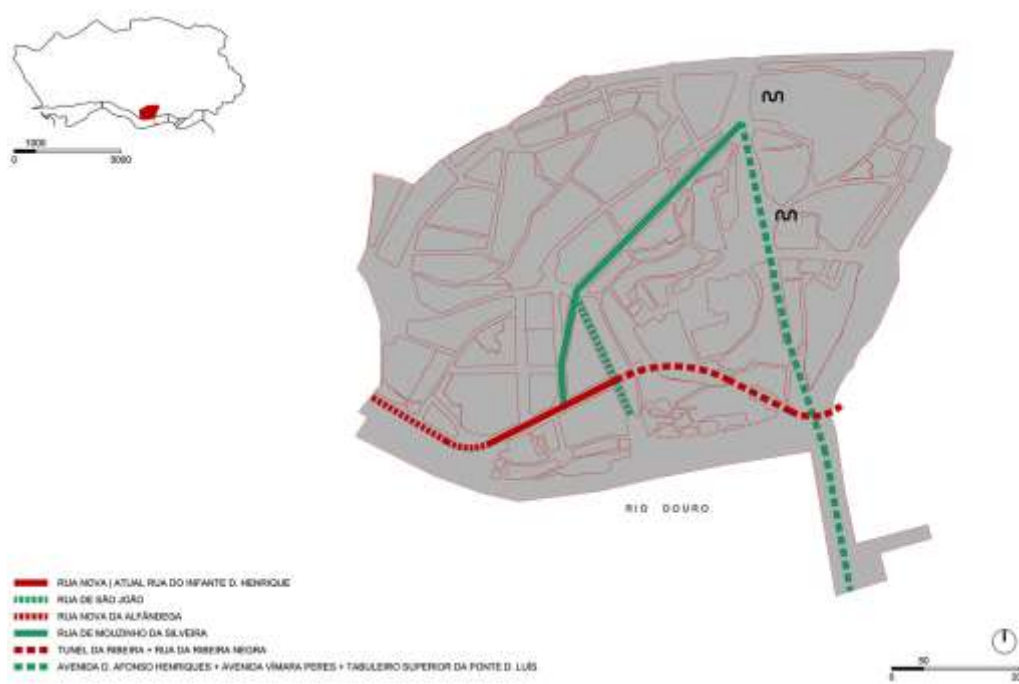 1000
0 3000
RIO DOURO
RUA NOVA | ATUAL RUA DO INFANTE D. HENRIQUE
RUA DE SÃO JOÃO
RUA NOVA DA ALFÂNDEGA
RUA DE MOUZINHO DA SILVEIRA
TUNEL DA RIBEIRA + RUA DA RIBEIRA NEGRA
AVENIDA D. AFONSO HENRIQUES + AVENIDA VÍMARA PERES + TABULEIRO SUPERIOR DA PONTE D. LUÍS
50
0